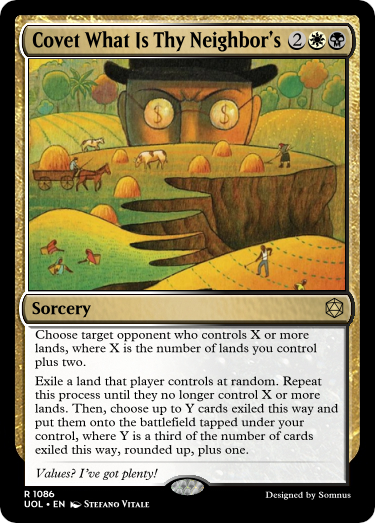 Covet What Is Thy Neighbor's 2
$ $
Sorcery
Choose target opponent who controls X or more
lands, where X is the number of lands you control
plus two.
Exile a land that player controls at random. Repeat
this process until they no longer control X or more
lands. Then, choose up to Y cards exiled this way and
put them onto the battlefield tapped under your
control, where Y is a third of the number of cards
exiled this way, rounded up, plus one.
Values? I've got plenty!
R 1086
Designed by Somnus
UOL • EN Stefano Vitale